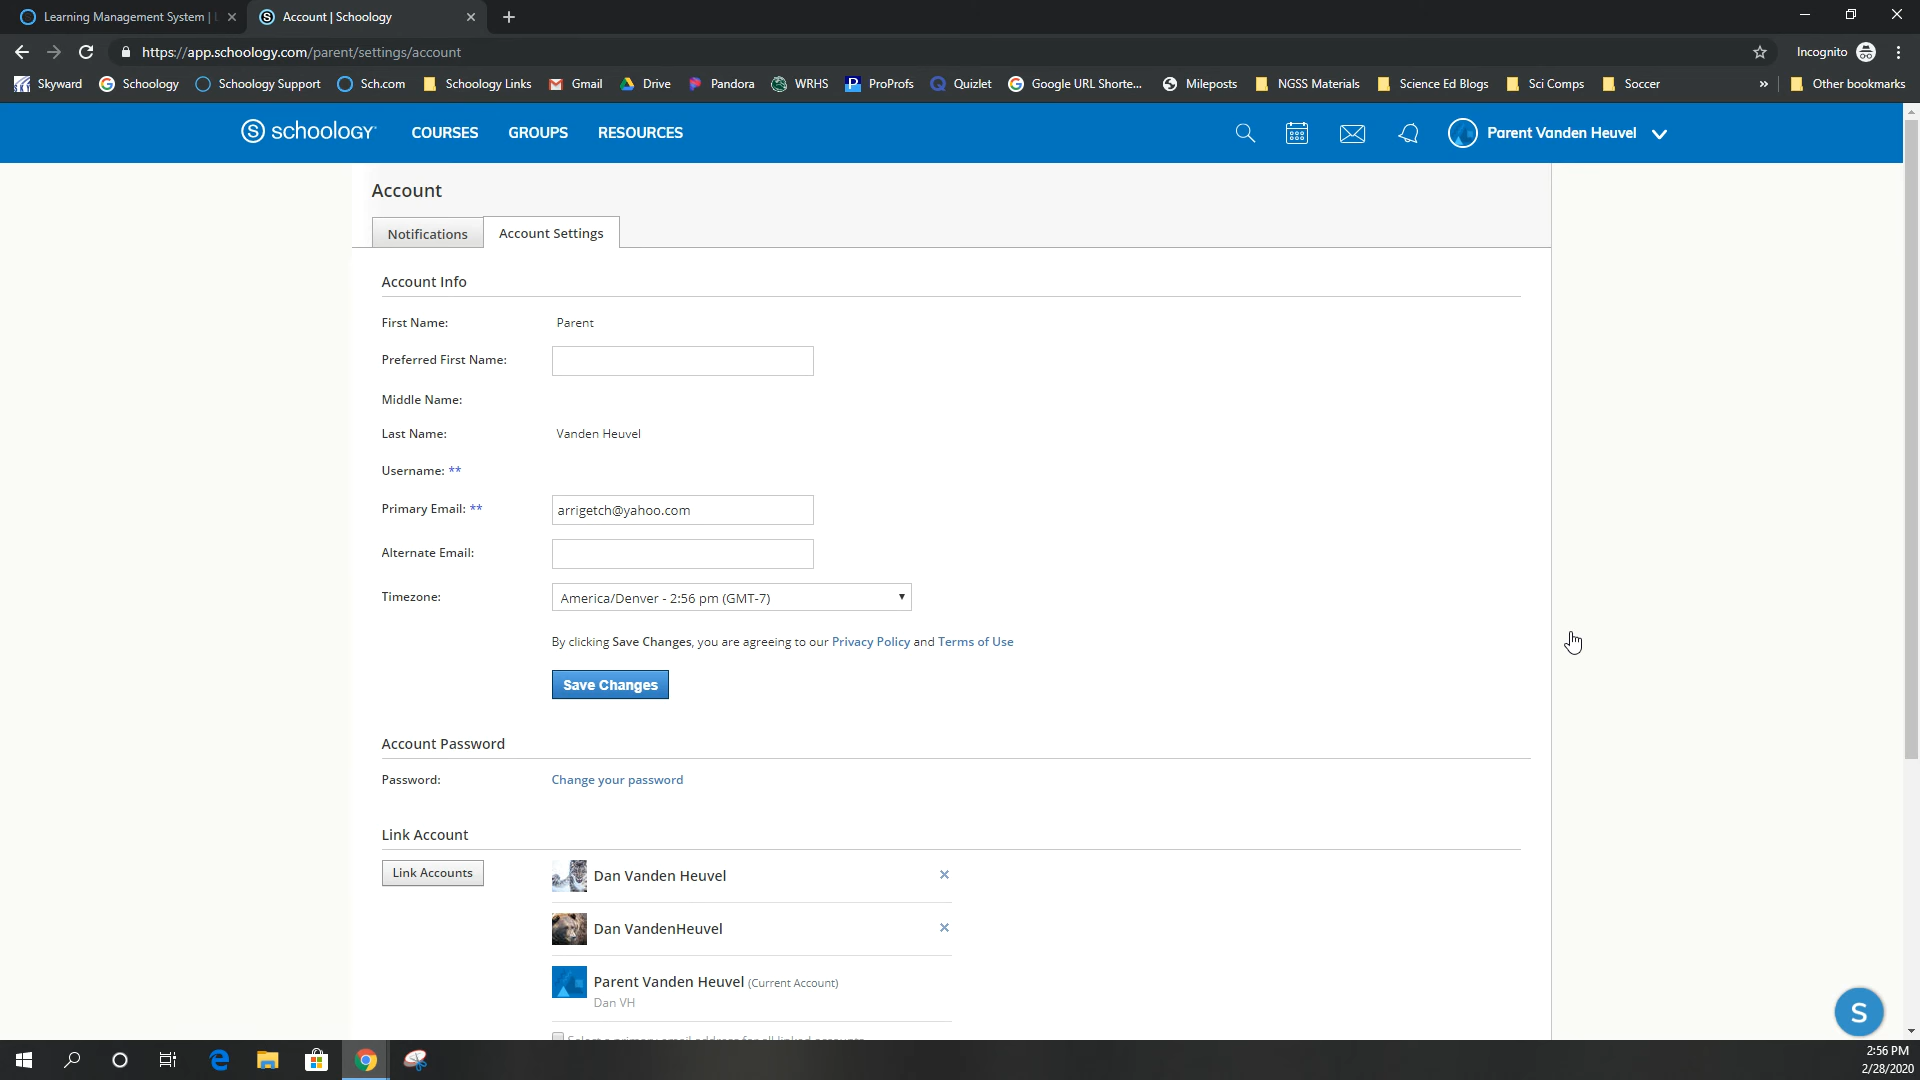 Learning Management System |
Account | Schoology
https://app.schoology.com/parent/settings/account
Incognito
Skyward Schoology Schoology Support Sch.com Schoology Links Gmail Drive Pandora WRHS ProProfs Quizlet Google URL Shorte... Mileposts NGSS Materials Science Ed Blogs Sci Comps Soccer » Other bookmarks
S schoology COURSES GROUPS RESOURCES Parent Vanden Heuvel
Account
Notifications Account Settings
Account Info
First Name: Parent
Preferred First Name:
Middle Name:
Last Name: Vanden Heuvel
Username: **
Primary Email: ** arrigetch@yahoo.com
Alternate Email:
Timezone: America/Denver - 2:56 pm (GMT-7)
By clicking Save Changes, you are agreeing to our Privacy Policy and Terms of Use
Save Changes
Account Password
Password: Change your password
Link Account
Link Accounts Dan Vanden Heuvel
Dan VandenHeuvel
Parent Vanden Heuvel (Current Account)
Dan VH
S
2:56 PM
2/28/2020